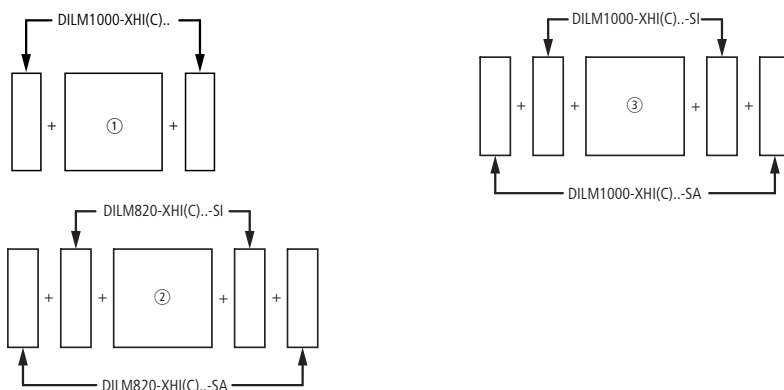 DILM1000-XHI(C)..
+ ① +
DILM820-XHI(C)..-SI
+ + ② + +
DILM820-XHI(C)..-SA
DILM1000-XHI(C)..-SI
+ + ③ + +
DILM1000-XHI(C)..-SA